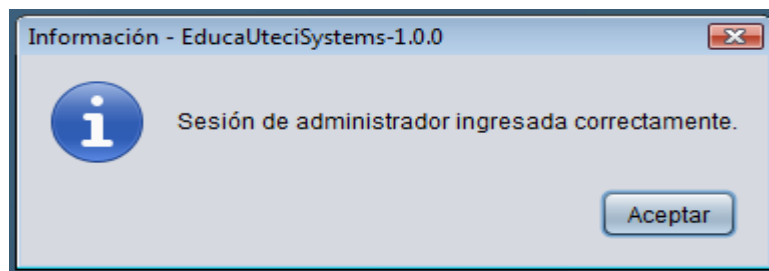 Información - EducaUteciSystems-1.0.0
Sesión de administrador ingresada correctamente.
Aceptar